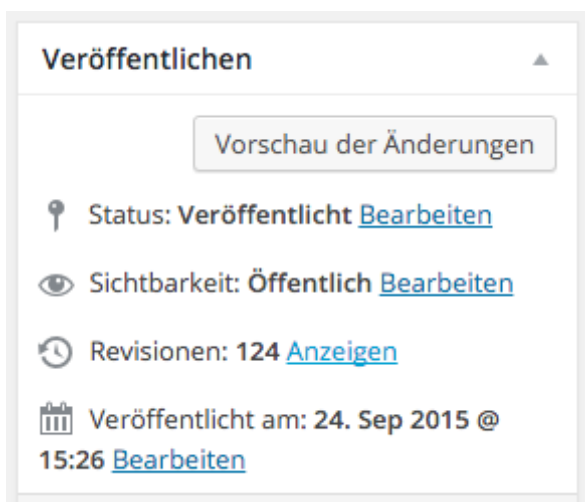 Veröffentlichen
Vorschau der Änderungen
Status: Veröffentlicht Bearbeiten
Sichtbarkeit: Öffentlich Bearbeiten
Revisionen: 124 Anzeigen
Veröffentlicht am: 24. Sep 2015 @
15:26 Bearbeiten